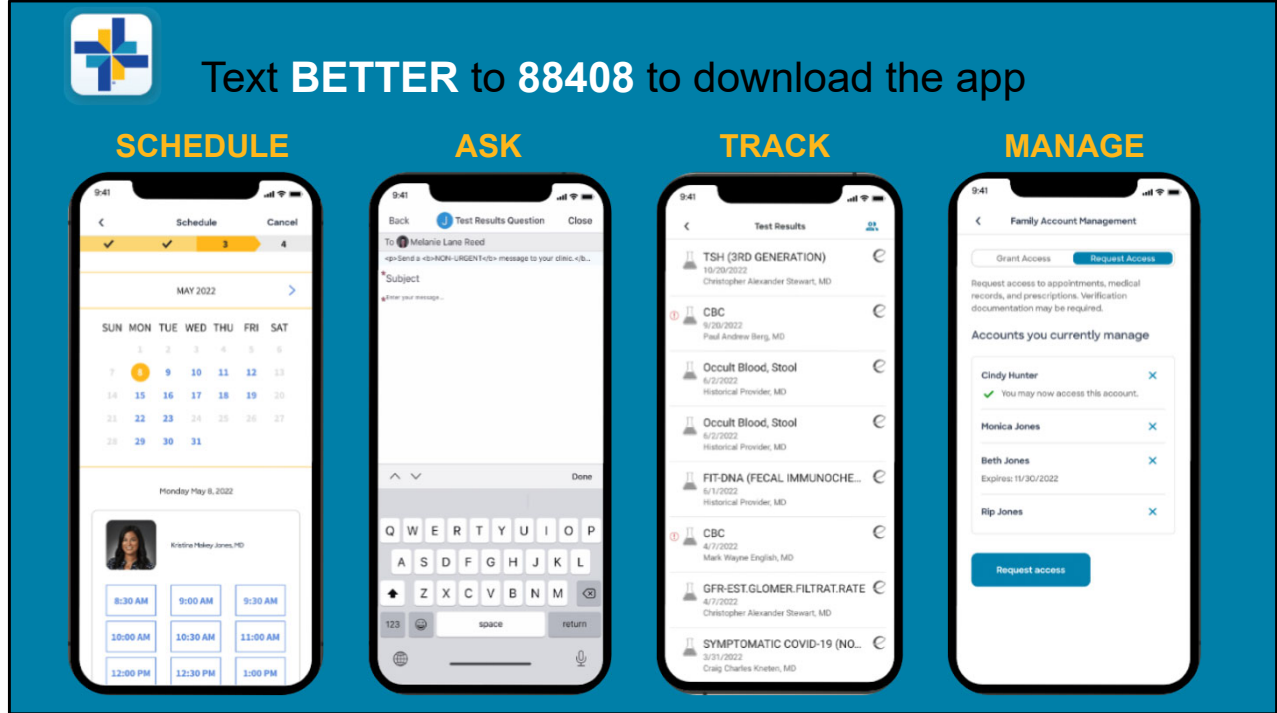 Text BETTER to 88408 to download the app
SCHEDULE
9:41
Schedule
Cancel
3
4
MAY 2022
SUN MON TUE WED THU FRI SAT
1 2 3 4 5 6
7 8 9 10 11 12 13
14 15 16 17 18 19 20
21 22 23 24 25 26 27
28 29 30 31
Monday May 8, 2022
Kristina Makey Jones, MD
8:30 AM 9:00 AM 9:30 AM
10:00 AM 10:30 AM 11:00 AM
12:00 PM 12:30 PM 1:00 PM
ASK
9:41
Back J Test Results Question Close
To Melanie Lane Reed
<p>Send a <b>NON-URGENT</b> message to your clinic.</b...
*Subject
*Enter your message...
Done
Q W E R T Y U I O P
A S D F G H J K L
Z X C V B N M
123 space return
TRACK
9:41
Test Results
TSH (3RD GENERATION)
10/20/2022
Christopher Alexander Stewart, MD
CBC
9/20/2022
Paul Andrew Berg, MD
Occult Blood, Stool
6/2/2022
Historical Provider, MD
Occult Blood, Stool
6/2/2022
Historical Provider, MD
FIT-DNA (FECAL IMMUNOCHE...
6/1/2022
Historical Provider, MD
CBC
4/7/2022
Mark Wayne English, MD
GFR-EST.GLOMER.FILTRAT.RATE
4/7/2022
Christopher Alexander Stewart, MD
SYMPTOMATIC COVID-19 (NO...
3/31/2022
Craig Charles Kneten, MD
MANAGE
9:41
Family Account Management
Grant Access Request Access
Request access to appointments, medical
records, and prescriptions. Verification
documentation may be required.
Accounts you currently manage
Cindy Hunter
You may now access this account.
Monica Jones
Beth Jones
Expires: 11/30/2022
Rip Jones
Request access